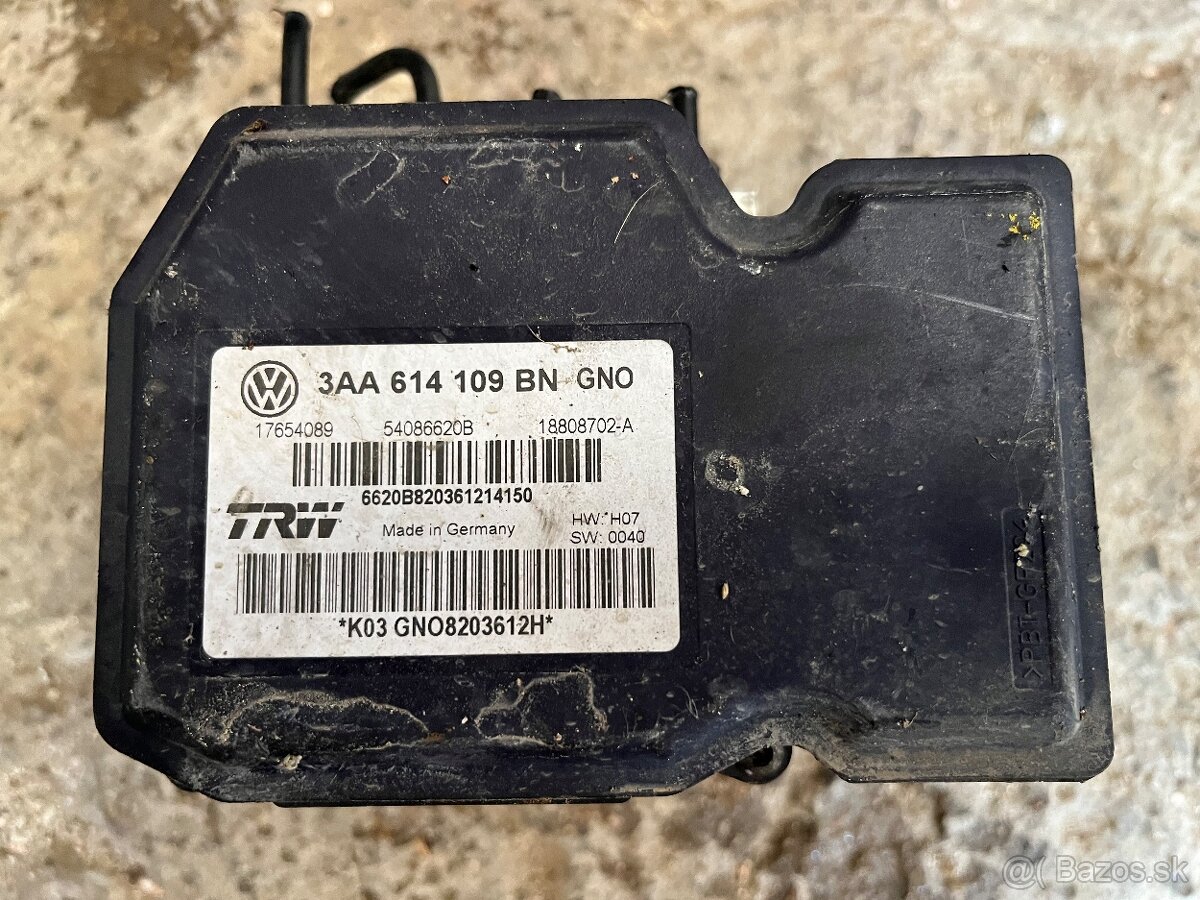 3AA 614 109 BN GNO
17654089 54086620B 18808702-A
6620B820361214150
TRW Made in Germany HW: H07
SW: 0040
*K03 GNO8203612H*
Bazos.sk